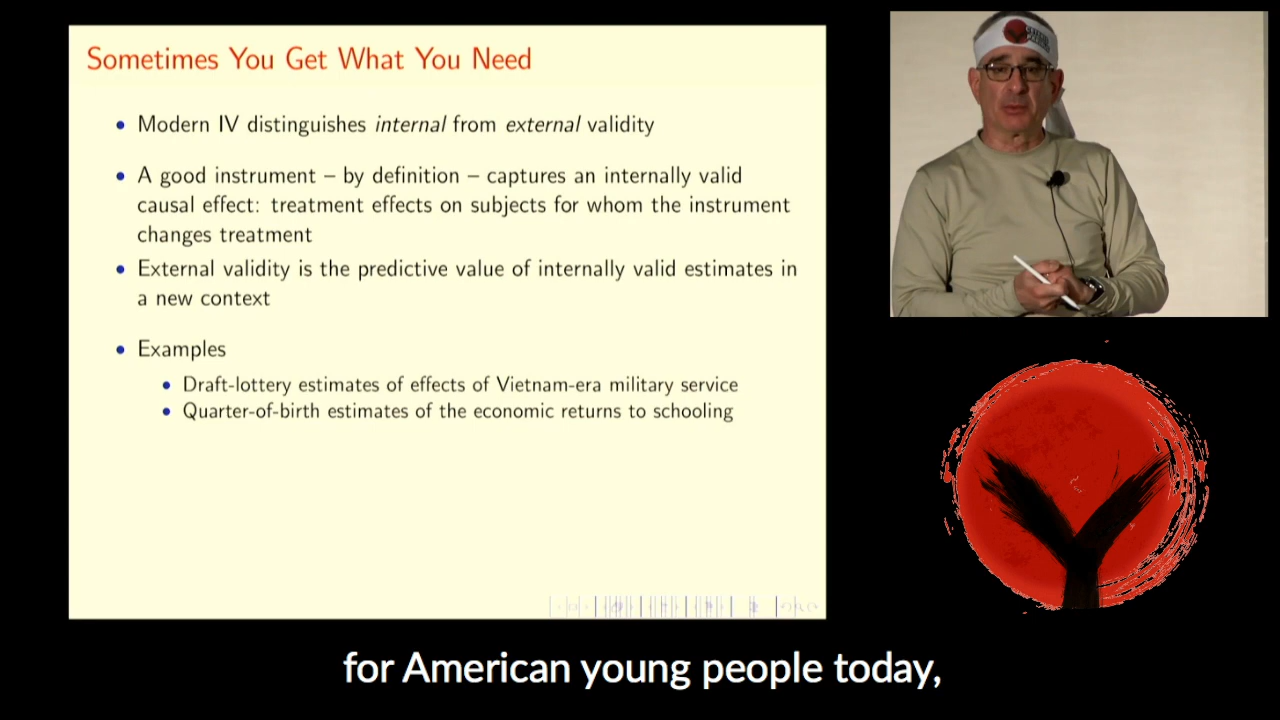 Sometimes You Get What You Need
• Modern IV distinguishes internal from external validity
• A good instrument – by definition – captures an internally valid
causal effect: treatment effects on subjects for whom the instrument
changes treatment
• External validity is the predictive value of internally valid estimates in
a new context
• Examples
• Draft-lottery estimates of effects of Vietnam-era military service
• Quarter-of-birth estimates of the economic returns to schooling
for American young people today,